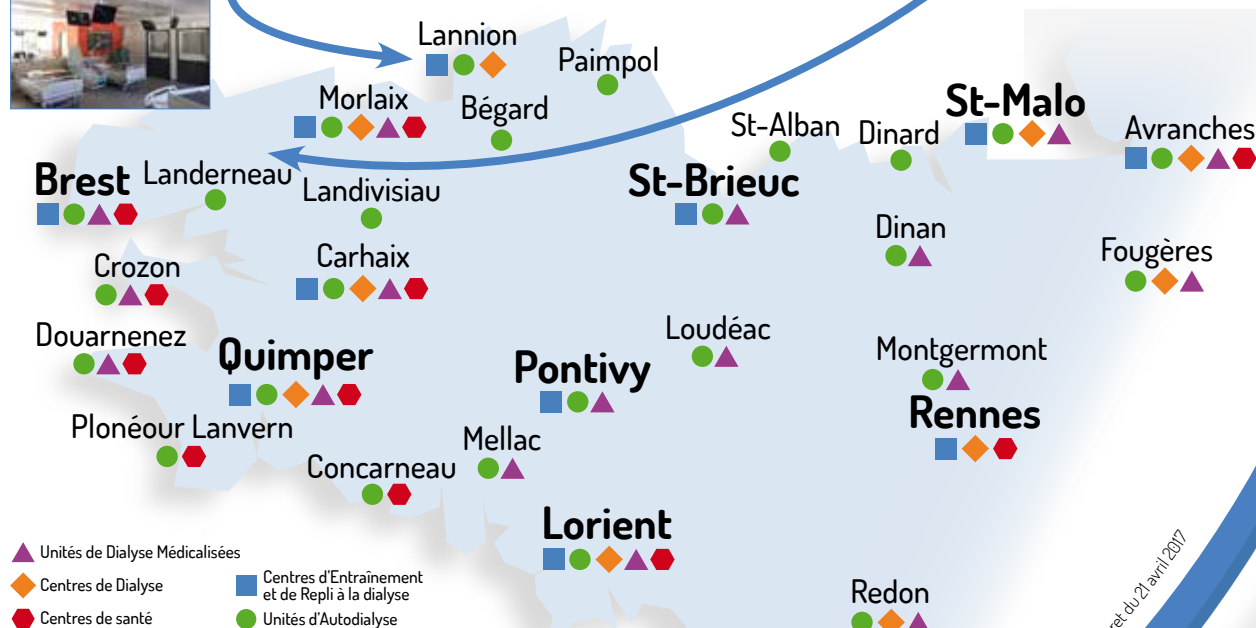 Lannion
Paimpol
Morlaix
Bégard
St-Malo
St-Alban
Dinard
Avranches
Brest
Landerneau
Landivisiau
St-Brieuc
Dinan
Carhaix
Crozon
Fougères
Douarnenez
Quimper
Loudéac
Pontivy
Montgermont
Rennes
Plonéour Lanvern
Mellac
Concarneau
Lorient
Redon
Unités de Dialyse Médicalisées
Centres de Dialyse
Centres de santé
Centres d'Entraînement
et de Repli à la dialyse
Unités d'Autodialyse
du 21 avril 2017